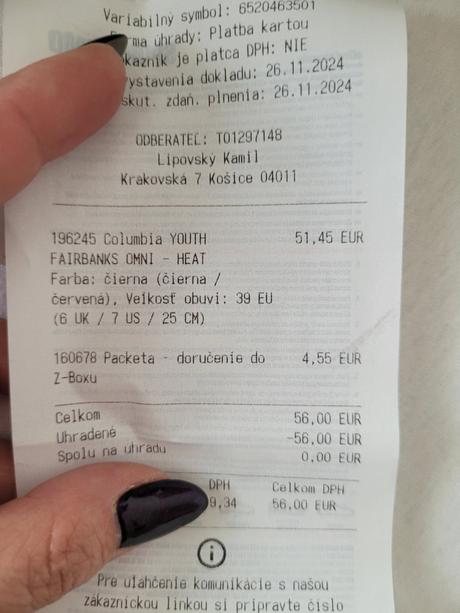 Variabilný symbol: 6520463501
Forma úhrady: Platba kartou
kazník je platca DPH: NIE
ystavenia dokladu: 26.11.2024
skut. zdaň. plnenia: 26.11.2024
ODBERATEĽ: T01297148
Lipovský Kamil
Krakovská 7 Košice 04011
196245 Columbia YOUTH 51,45 EUR
FAIRBANKS OMNI - HEAT
Farba: čierna (čierna /
červená), Veľkosť obuvi: 39 EU
(6 UK / 7 US / 25 CM)
160678 Packeta - doručenie do 4,55 EUR
Z-Boxu
Celkom 56,00 EUR
Uhradené -56,00 EUR
Spolu na úhradu 0,00 EUR
DPH Celkom DPH
9,34 56,00 EUR
Pre uľahčenie komunikácie s našou
zákazníckou linkou si pripravte číslo